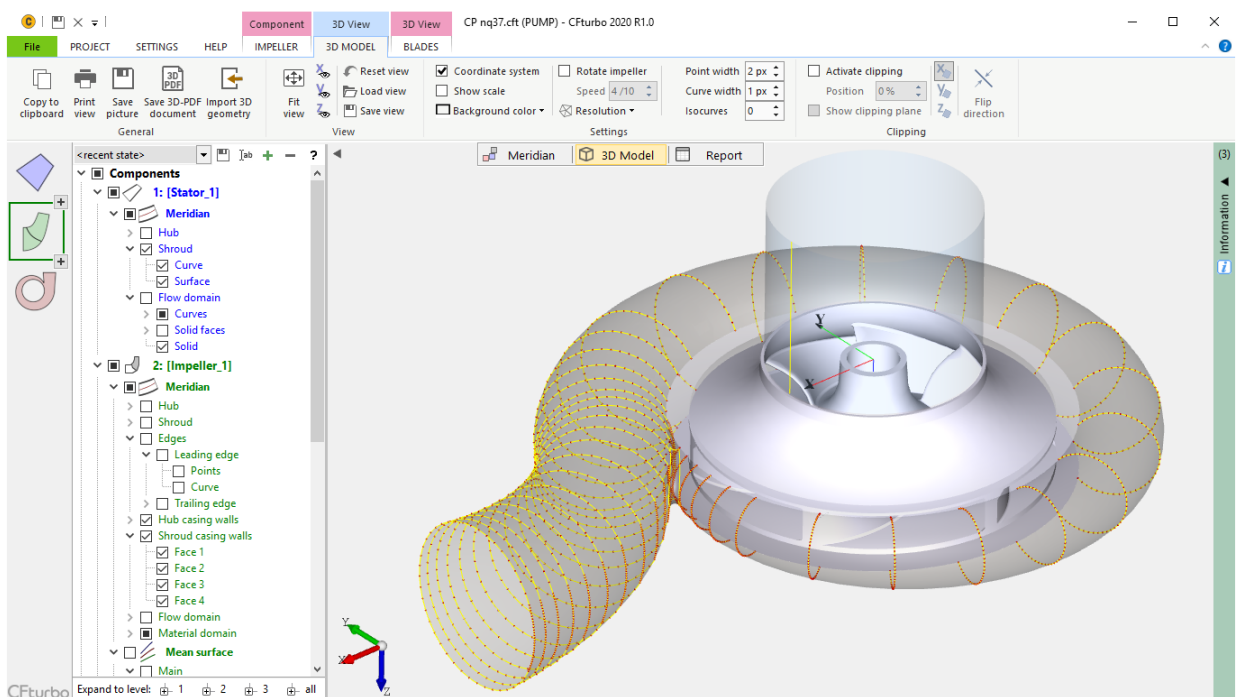 Component 3D View 3D View CP nq37.cft (PUMP) - CFturbo 2020 R1.0
File PROJECT SETTINGS HELP IMPELLER 3D MODEL BLADES
Copy to clipboard
Print view
Save picture
3D PDF
Save 3D-PDF document
Import 3D geometry
General
Fit view
X
Y
Z
Reset view
Load view
Save view
View
Coordinate system
Show scale
Background color
Rotate impeller
Speed 4 /10
Resolution
Point width 2 px
Curve width 1 px
Isocurves 0
Settings
Activate clipping
Position 0 %
Show clipping plane
X
Y
Z
Flip direction
Clipping
<recent state> Iab + − ?
Components
1: [Stator_1]
Meridian
Hub
Shroud
Curve
Surface
Flow domain
Curves
Solid faces
Solid
2: [Impeller_1]
Meridian
Hub
Shroud
Edges
Leading edge
Points
Curve
Trailing edge
Hub casing walls
Shroud casing walls
Face 1
Face 2
Face 3
Face 4
Flow domain
Material domain
Mean surface
Main
Expand to level: 1 2 3 all
CFturbo
Meridian 3D Model Report
Y
X
Y
X
Z
(3)
Information
i